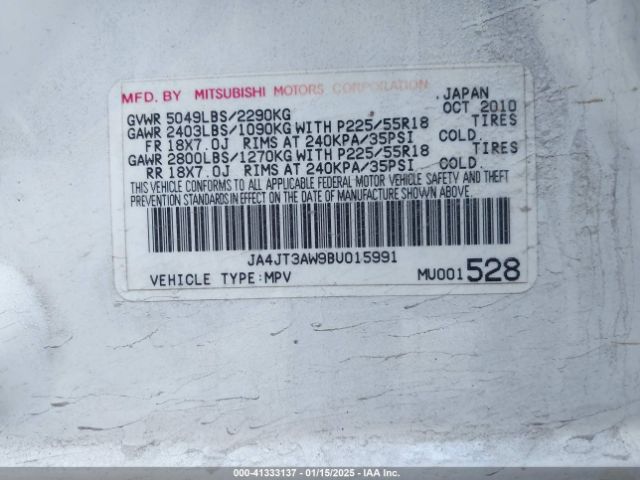 MFD. BY MITSUBISHI MOTORS CORPORATION, JAPAN
GVWR 5049LBS/2290KG OCT 2010
GAWR 2403LBS/1090KG WITH P225/55R18 TIRES
FR 18X7.0J RIMS AT 240KPA/35PSI COLD.
GAWR 2800LBS/1270KG WITH P225/55R18 TIRES
RR 18X7.0J RIMS AT 240KPA/35PSI COLD.
THIS VEHICLE CONFORMS TO ALL APPLICABLE FEDERAL MOTOR VEHICLE SAFETY AND THEFT
PREVENTION STANDARDS IN EFFECT ON THE DATE OF MANUFACTURE SHOWN ABOVE.
JA4JT3AW9BU015991
VEHICLE TYPE:MPV MU001528
000-41333137 - 01/15/2025 - IAA Inc.